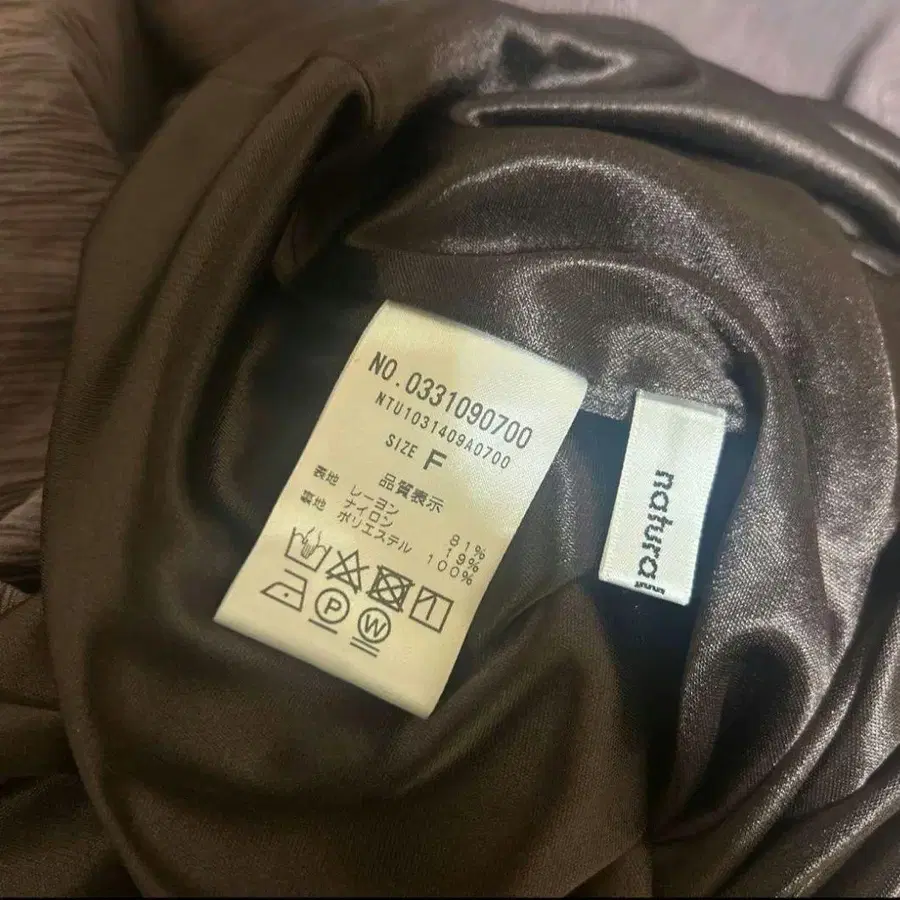 NO.0331090700
NTU1031409A0700
SIZE F
品質表示
表地 レーヨン 81%
ナイロン 19%
裏地 ポリエステル 100%
P
W
natural